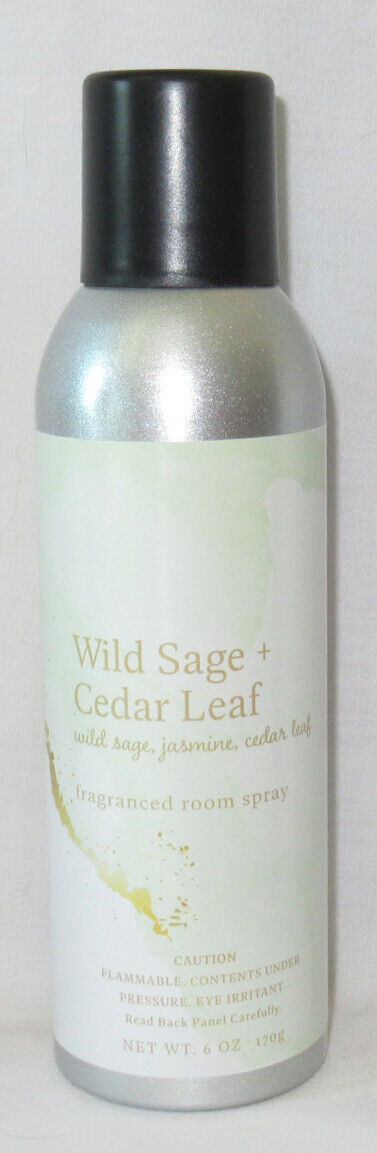 Wild Sage +
Cedar Leaf
wild sage, jasmine, cedar leaf
fragranced room spray
CAUTION
FLAMMABLE. CONTENTS UNDER
PRESSURE. EYE IRRITANT.
Read Back Panel Carefully.
NET WT. 6 OZ · 170g